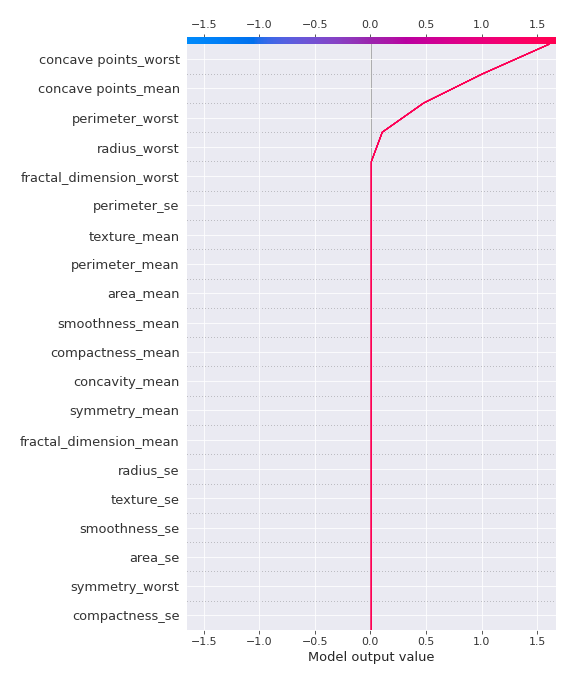 −1.5 −1.0 −0.5 0.0 0.5 1.0 1.5
concave points_worst
concave points_mean
perimeter_worst
radius_worst
fractal_dimension_worst
perimeter_se
texture_mean
perimeter_mean
area_mean
smoothness_mean
compactness_mean
concavity_mean
symmetry_mean
fractal_dimension_mean
radius_se
texture_se
smoothness_se
area_se
symmetry_worst
compactness_se
−1.5 −1.0 −0.5 0.0 0.5 1.0 1.5
Model output value